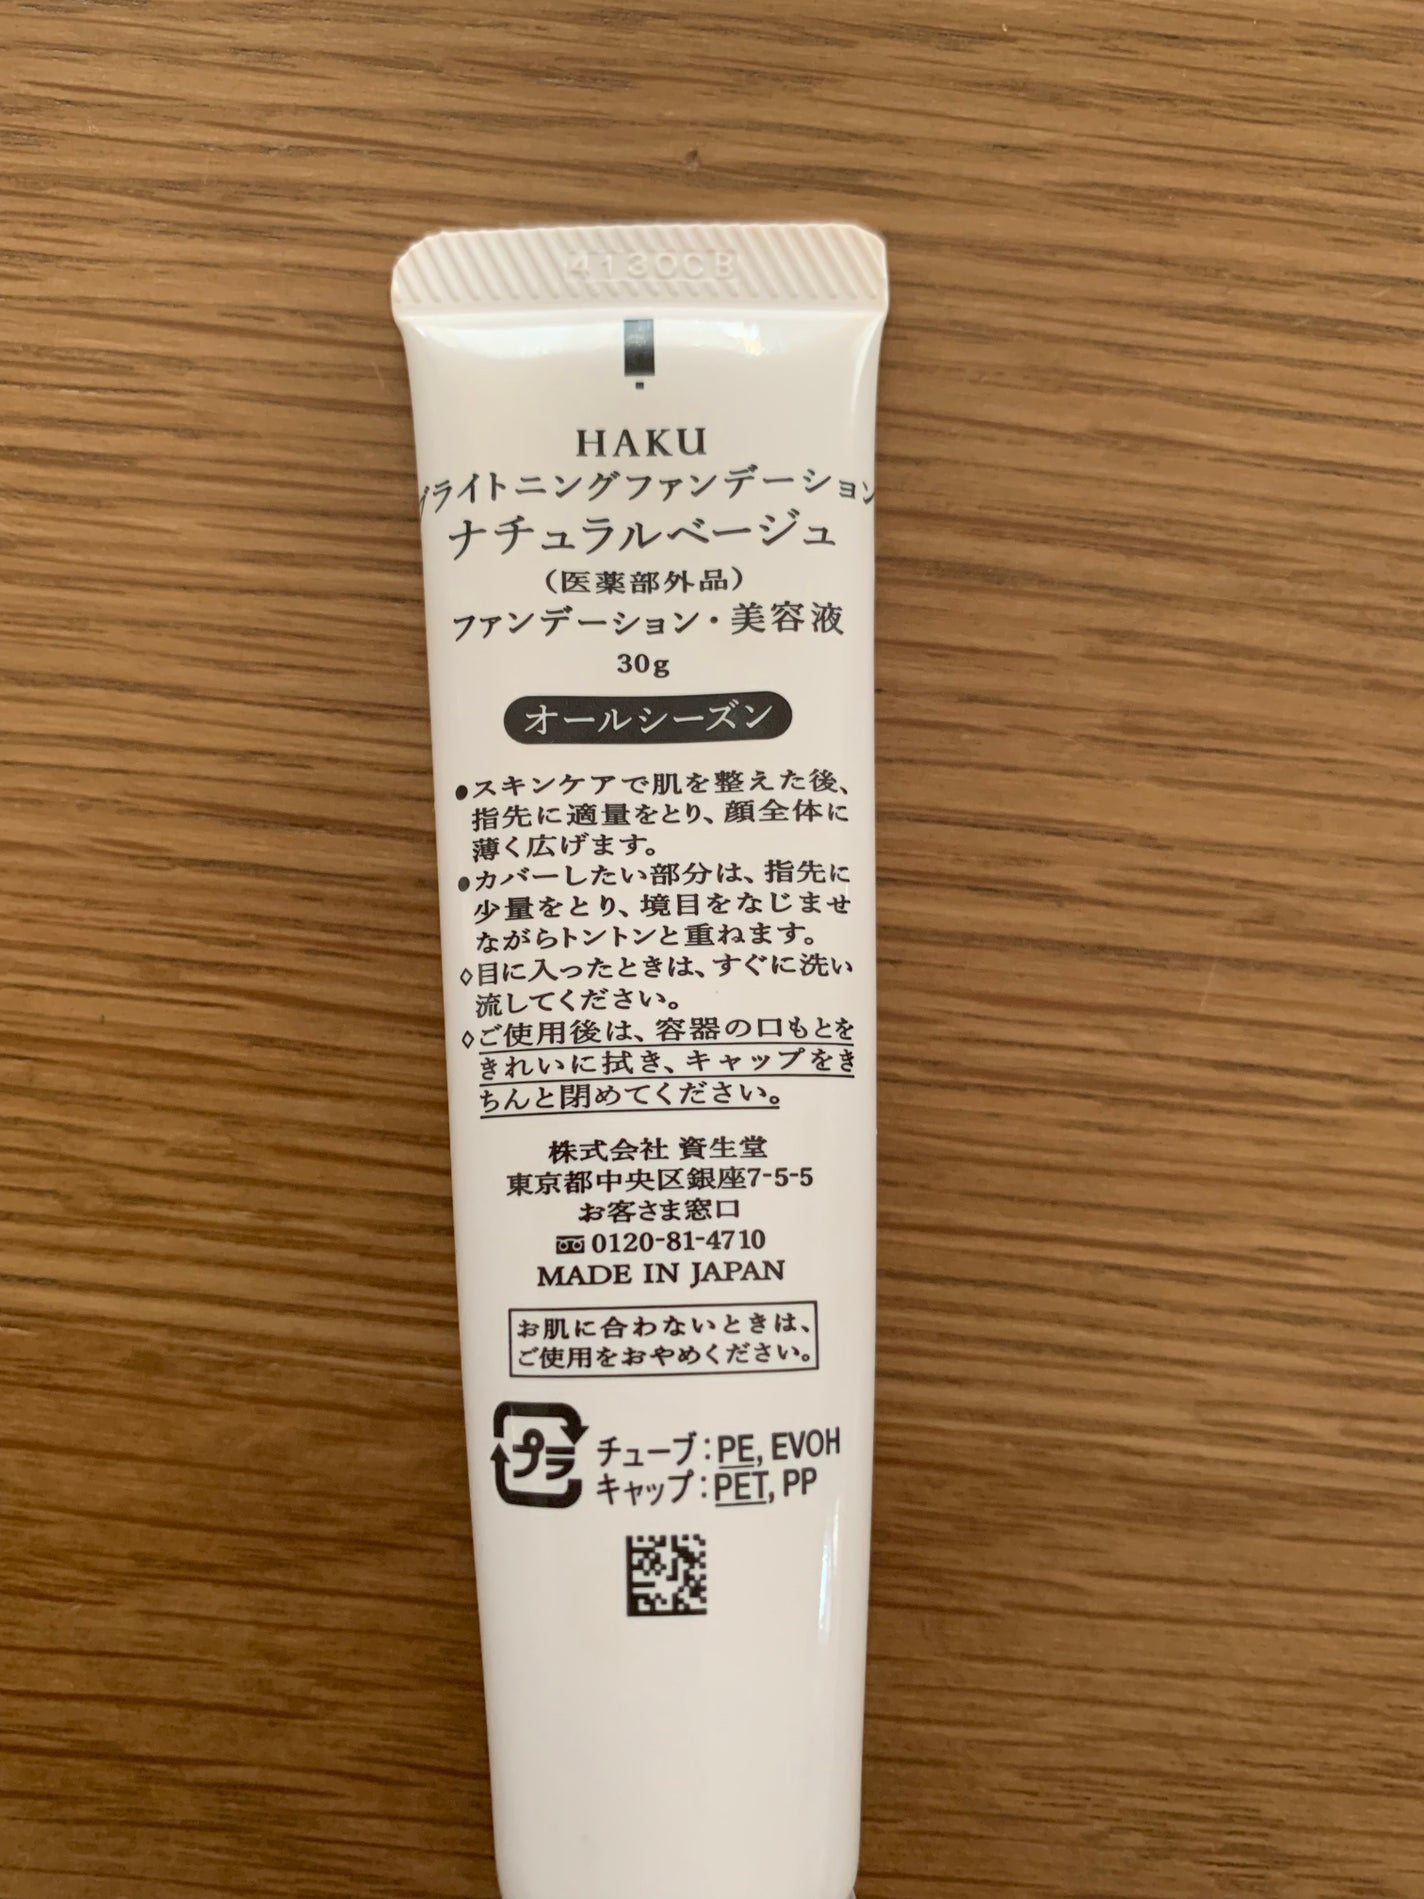 4130CB
HAKU
ブライトニングファンデーション
ナチュラルベージュ
（医薬部外品）
ファンデーション・美容液
30g
オールシーズン
●スキンケアで肌を整えた後、
指先に適量をとり、顔全体に
薄く広げます。
●カバーしたい部分は、指先に
少量をとり、境目をなじませ
ながらトントンと重ねます。
◊目に入ったときは、すぐに洗い
流してください。
◊ご使用後は、容器の口もとを
きれいに拭き、キャップをき
ちんと閉めてください。
株式会社 資生堂
東京都中央区銀座7-5-5
お客さま窓口
0120-81-4710
MADE IN JAPAN
お肌に合わないときは、
ご使用をおやめください。
プラ
チューブ：PE, EVOH
キャップ：PET, PP